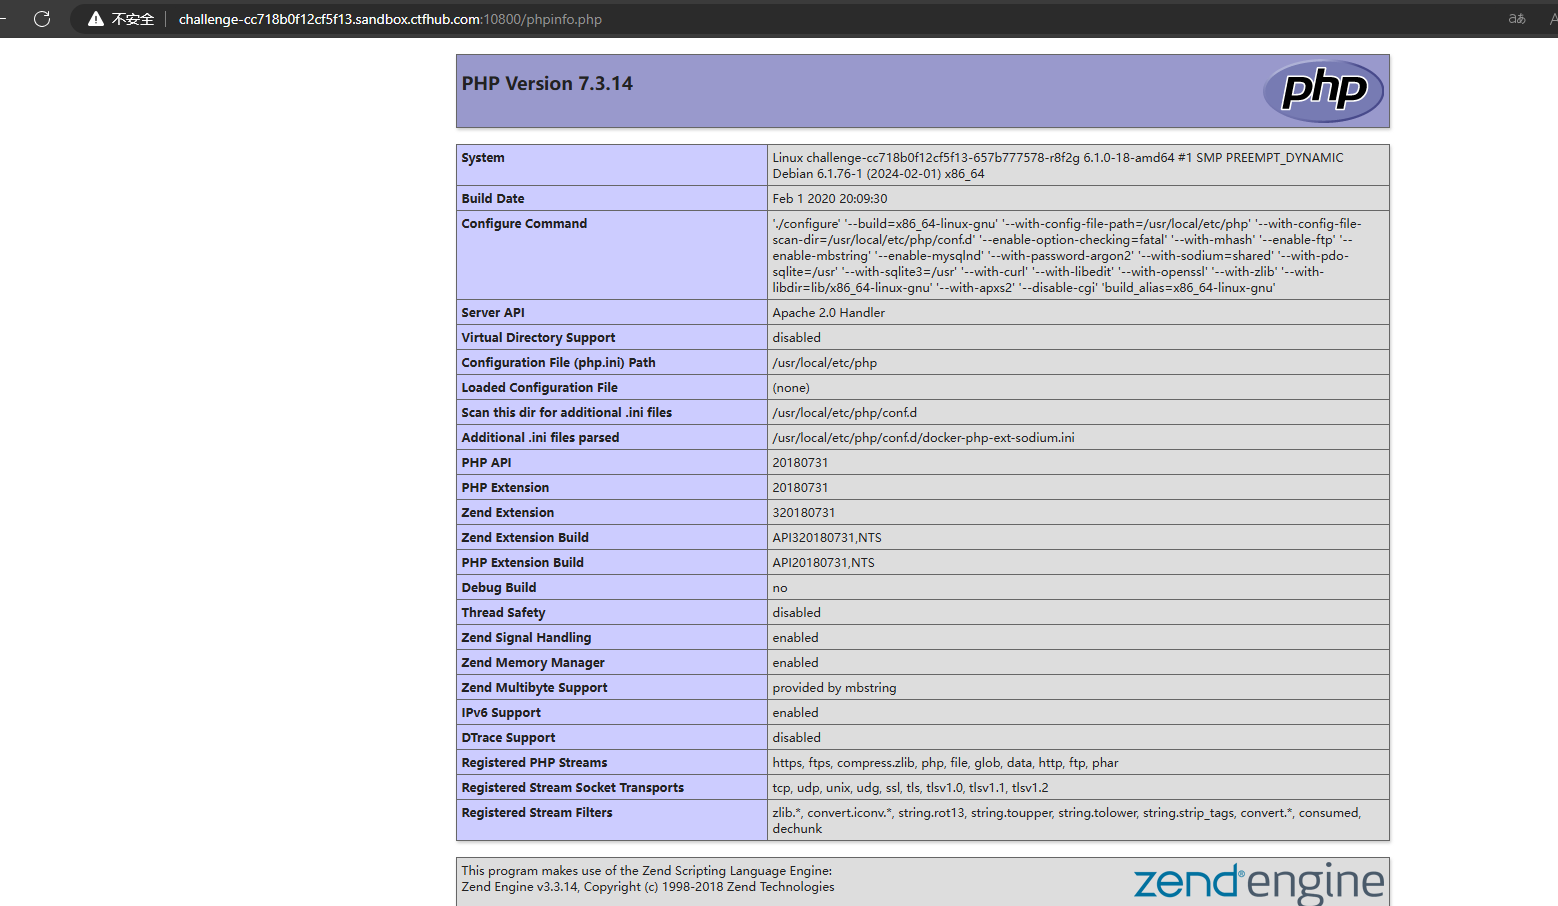 不安全 challenge-cc718b0f12cf5f13.sandbox.ctfhub.com:10800/phpinfo.php aあ A
PHP Version 7.3.14 php
System Linux challenge-cc718b0f12cf5f13-657b777578-r8f2g 6.1.0-18-amd64 #1 SMP PREEMPT_DYNAMIC
Debian 6.1.76-1 (2024-02-01) x86_64
Build Date Feb 1 2020 20:09:30
Configure Command './configure' '--build=x86_64-linux-gnu' '--with-config-file-path=/usr/local/etc/php' '--with-config-file-
scan-dir=/usr/local/etc/php/conf.d' '--enable-option-checking=fatal' '--with-mhash' '--enable-ftp' '--
enable-mbstring' '--enable-mysqlnd' '--with-password-argon2' '--with-sodium=shared' '--with-pdo-
sqlite=/usr' '--with-sqlite3=/usr' '--with-curl' '--with-libedit' '--with-openssl' '--with-zlib' '--with-
libdir=lib/x86_64-linux-gnu' '--with-apxs2' '--disable-cgi' 'build_alias=x86_64-linux-gnu'
Server API Apache 2.0 Handler
Virtual Directory Support disabled
Configuration File (php.ini) Path /usr/local/etc/php
Loaded Configuration File (none)
Scan this dir for additional .ini files /usr/local/etc/php/conf.d
Additional .ini files parsed /usr/local/etc/php/conf.d/docker-php-ext-sodium.ini
PHP API 20180731
PHP Extension 20180731
Zend Extension 320180731
Zend Extension Build API320180731,NTS
PHP Extension Build API20180731,NTS
Debug Build no
Thread Safety disabled
Zend Signal Handling enabled
Zend Memory Manager enabled
Zend Multibyte Support provided by mbstring
IPv6 Support enabled
DTrace Support disabled
Registered PHP Streams https, ftps, compress.zlib, php, file, glob, data, http, ftp, phar
Registered Stream Socket Transports tcp, udp, unix, udg, ssl, tls, tlsv1.0, tlsv1.1, tlsv1.2
Registered Stream Filters zlib.*, convert.iconv.*, string.rot13, string.toupper, string.tolower, string.strip_tags, convert.*, consumed,
dechunk
This program makes use of the Zend Scripting Language Engine:
Zend Engine v3.3.14, Copyright (c) 1998-2018 Zend Technologies
zend® engine